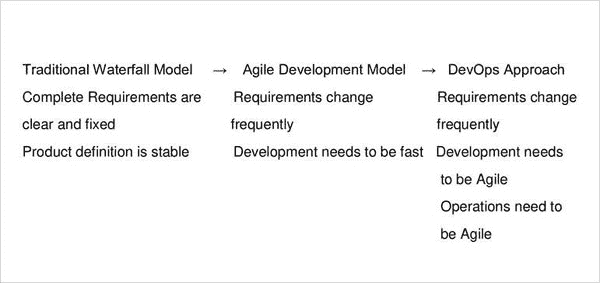 Traditional Waterfall Model → Agile Development Model → DevOps Approach
Complete Requirements are Requirements change Requirements change
clear and fixed frequently frequently
Product definition is stable Development needs to be fast Development needs
to be Agile
Operations need to
be Agile